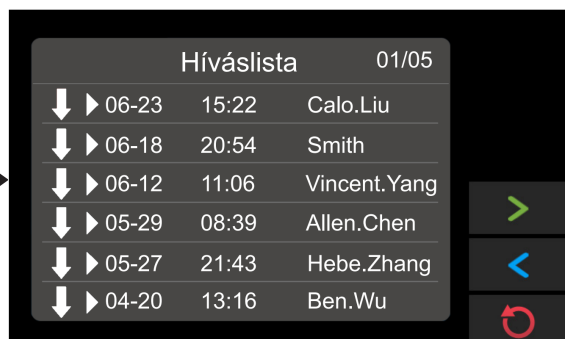 Híváslista 01/05
06-23 15:22 Calo.Liu
06-18 20:54 Smith
06-12 11:06 Vincent.Yang
05-29 08:39 Allen.Chen
05-27 21:43 Hebe.Zhang
04-20 13:16 Ben.Wu